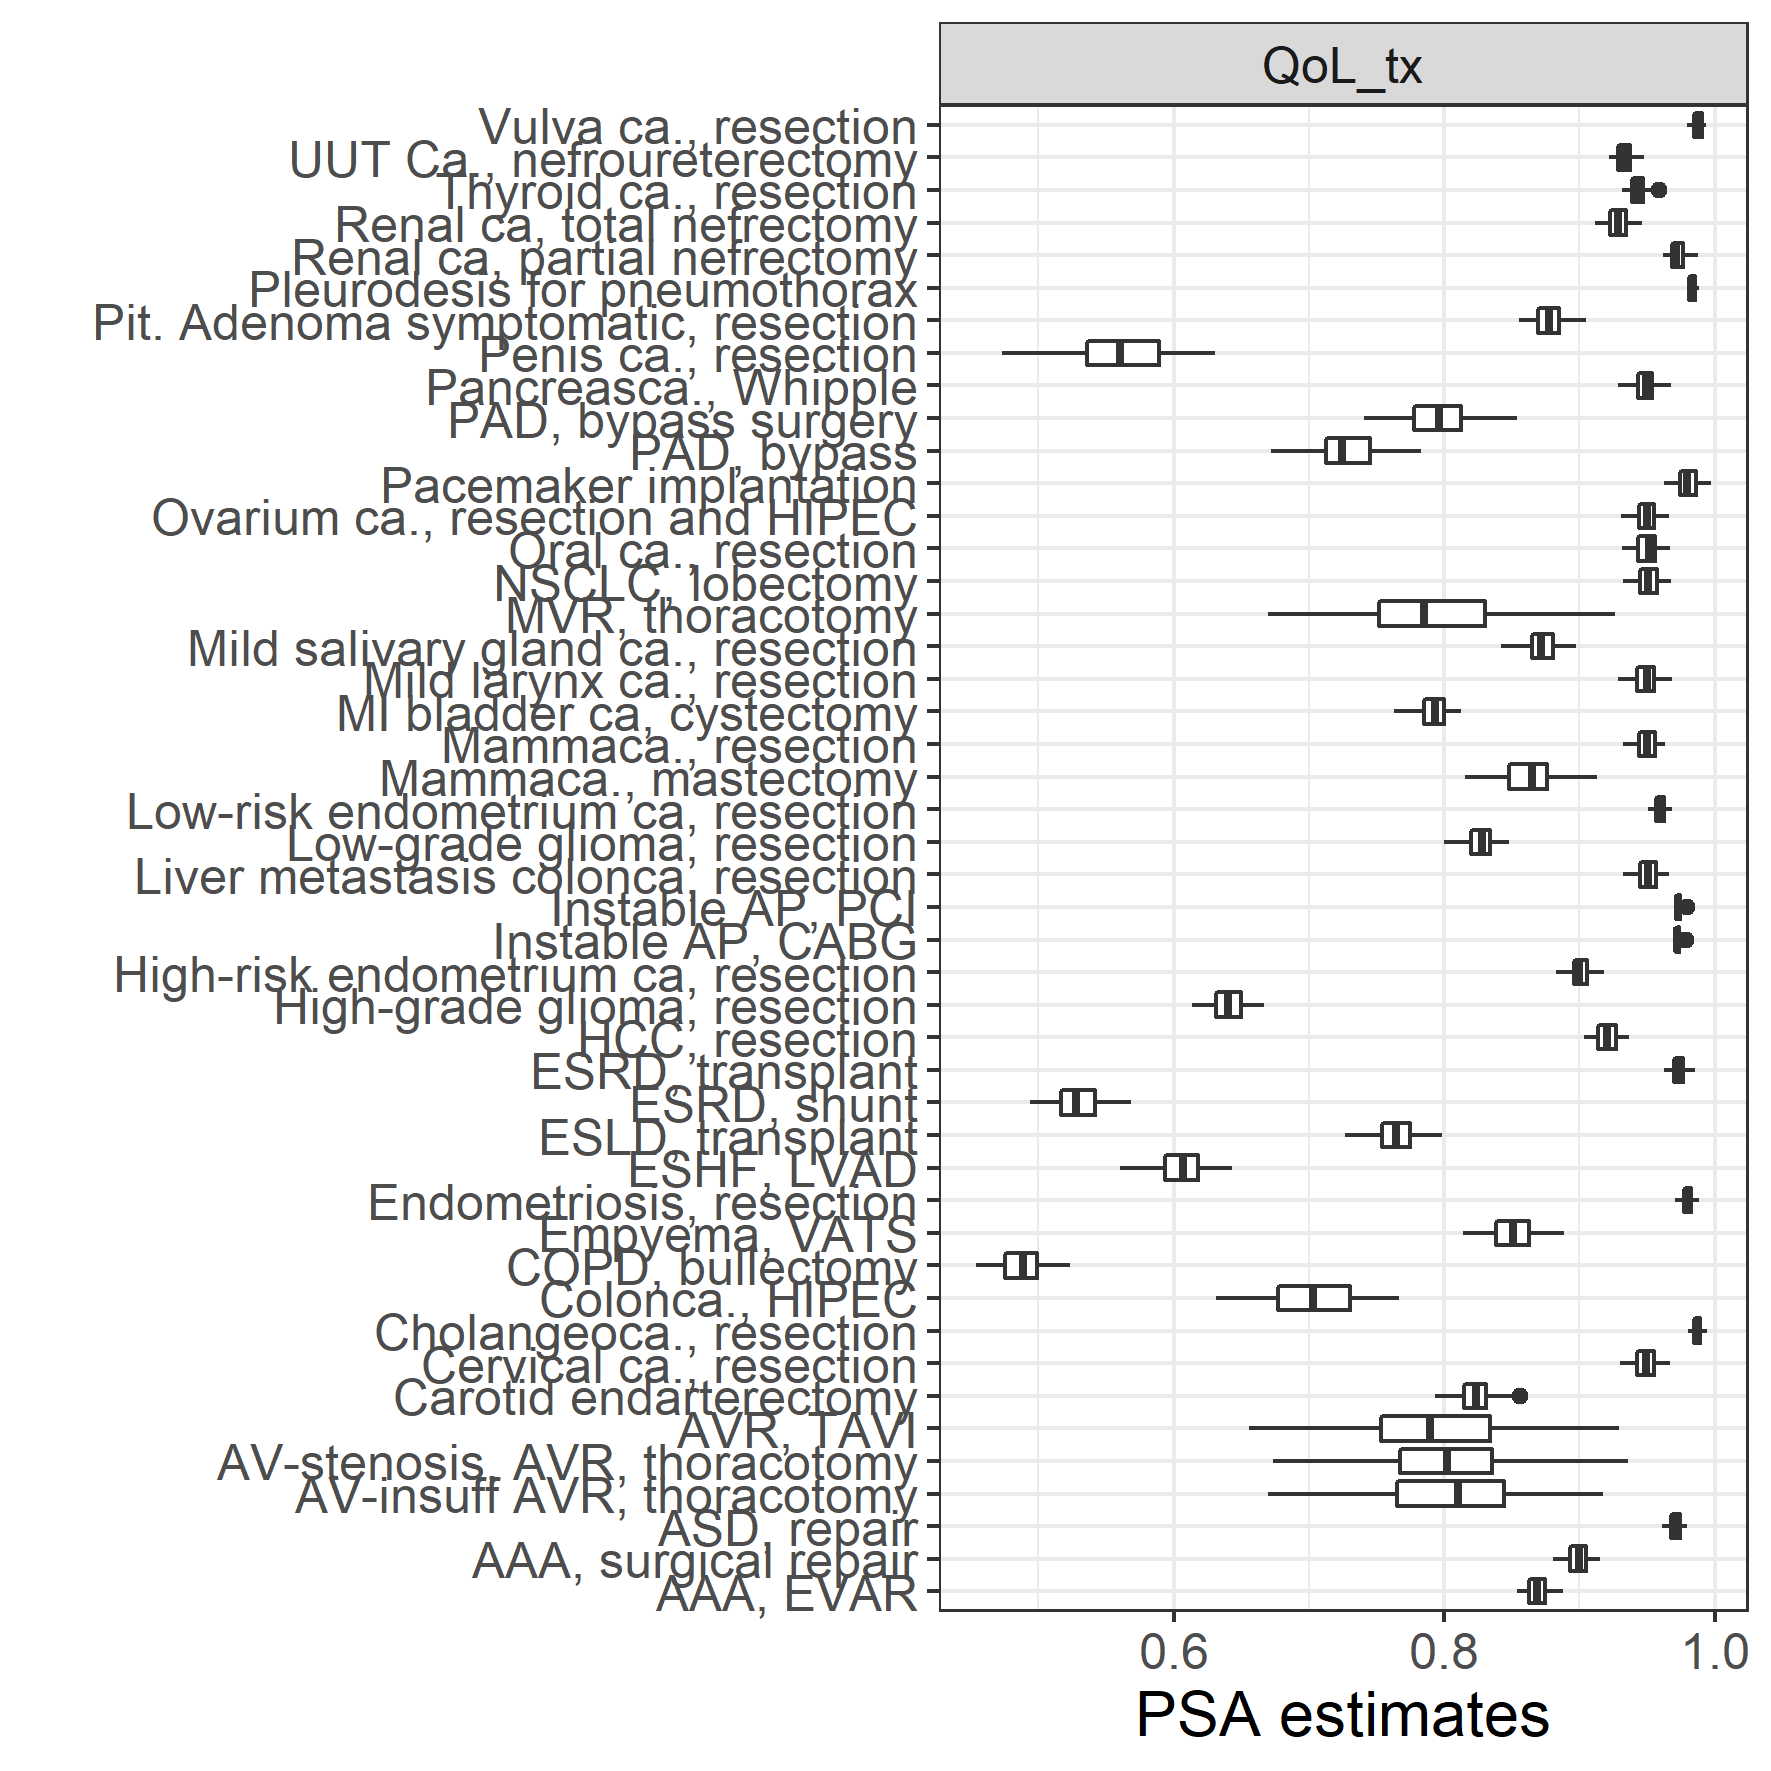 QoL_tx
Vulva ca., resection
UUT Ca., nefroureterectomy
Thyroid ca., resection
Renal ca, total nefrectomy
Renal ca, partial nefrectomy
Pleurodesis for pneumothorax
Pit. Adenoma symptomatic, resection
Penis ca., resection
Pancreasca., Whipple
PAD, bypass surgery
PAD, bypass
Pacemaker implantation
Ovarium ca., resection and HIPEC
Oral ca., resection
NSCLC, lobectomy
MVR, thoracotomy
Mild salivary gland ca., resection
Mild larynx ca., resection
MI bladder ca, cystectomy
Mammaca., resection
Mammaca., mastectomy
Low-risk endometrium ca, resection
Low-grade glioma, resection
Liver metastasis colonca, resection
Instable AP, PCI
Instable AP, CABG
High-risk endometrium ca, resection
High-grade glioma, resection
HCC, resection
ESRD, transplant
ESRD, shunt
ESLD, transplant
ESHF, LVAD
Endometriosis, resection
Empyema, VATS
COPD, bullectomy
Colonca., HIPEC
Cholangeoca., resection
Cervical ca., resection
Carotid endarterectomy
AVR, TAVI
AV-stenosis, AVR, thoracotomy
AV-insuff AVR, thoracotomy
ASD, repair
AAA, surgical repair
AAA, EVAR
0.6 0.8 1.0
PSA estimates